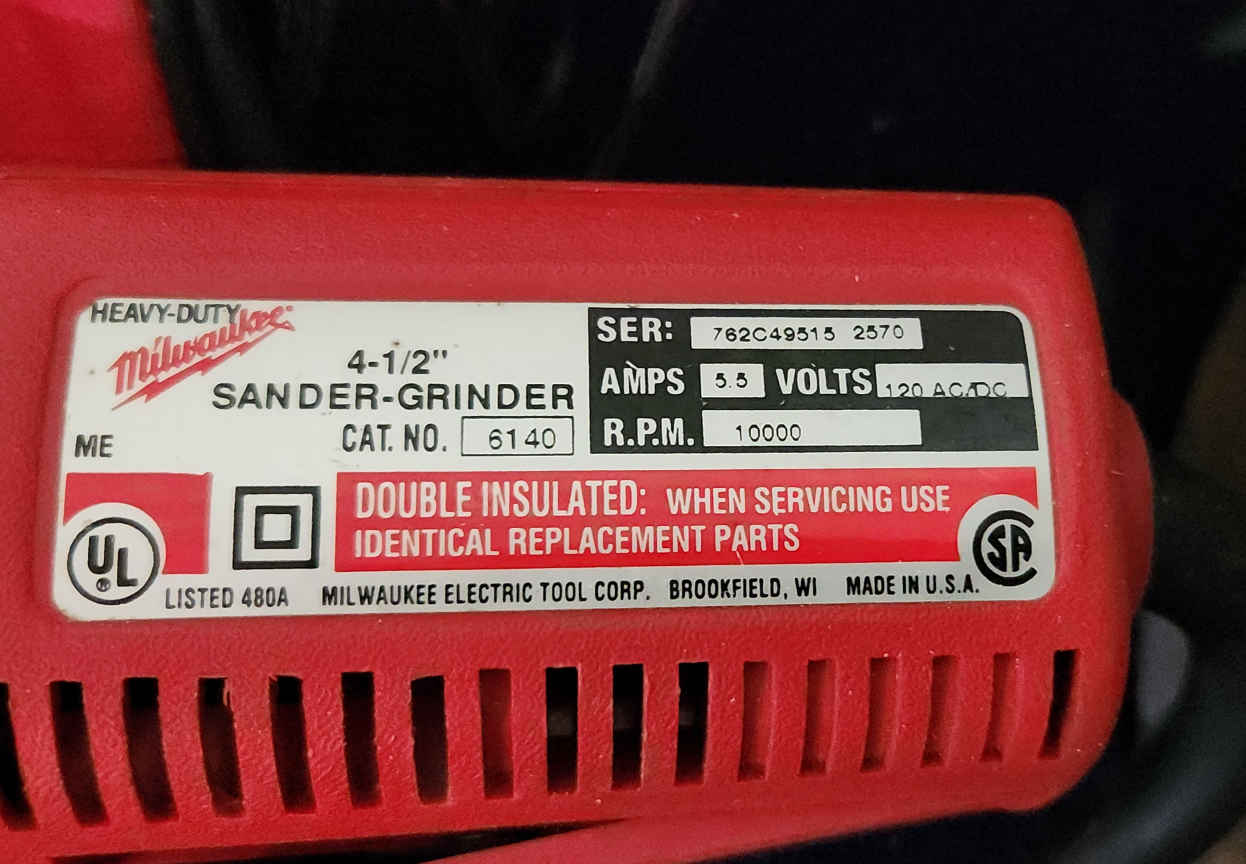 HEAVY-DUTY
Milwaukee
4-1/2"
SANDER-GRINDER
CAT. NO. 6140
ME
SER: 762C49515 2570
AMPS 5.5 VOLTS 120 AC/DC
R.P.M. 10000
DOUBLE INSULATED: WHEN SERVICING USE
IDENTICAL REPLACEMENT PARTS
UL ®
LISTED 480A MILWAUKEE ELECTRIC TOOL CORP. BROOKFIELD, WI MADE IN U.S.A.
SA